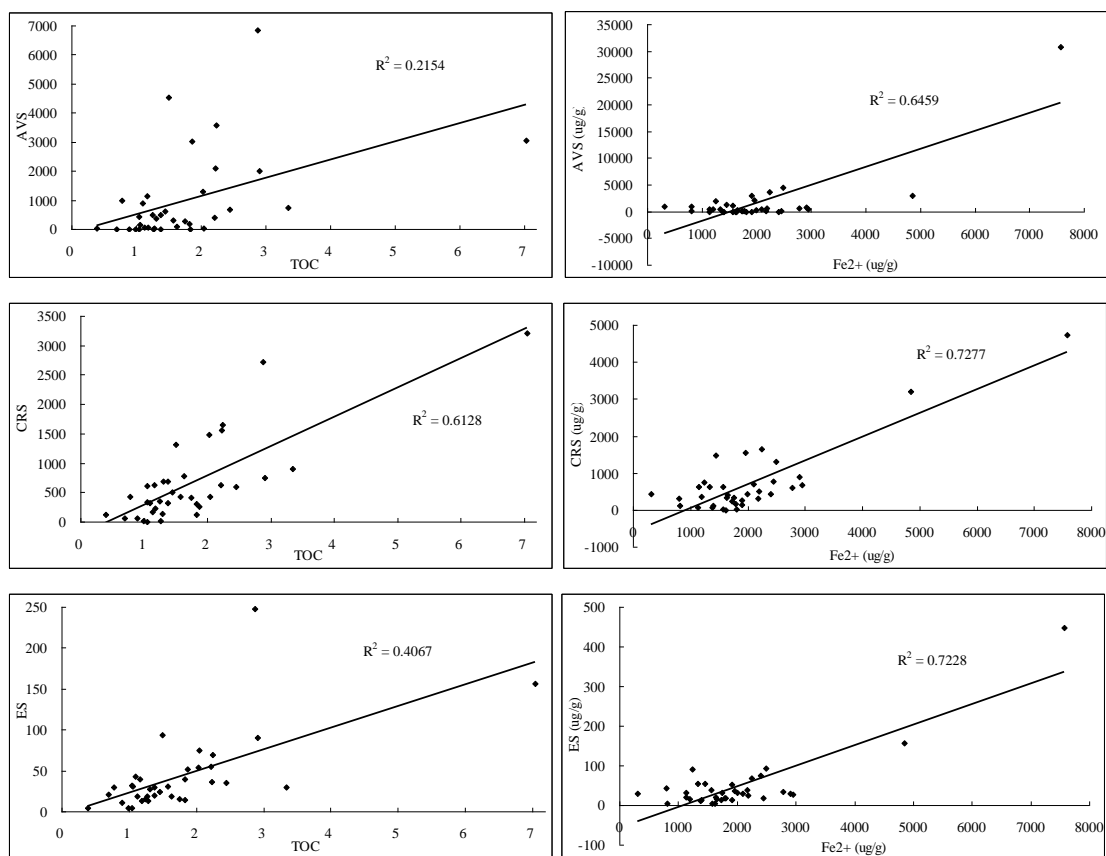 7000
6000
5000
4000
3000
2000
1000
0
AVS
R² = 0.2154
0 1 2 3 4 5 6 7
TOC
35000
30000
25000
20000
15000
10000
5000
0
-5000
-10000
AVS (ug/g)
R² = 0.6459
0 1000 2000 3000 4000 5000 6000 7000 8000
Fe2+ (ug/g)
3500
3000
2500
2000
1500
1000
500
0
CRS
R² = 0.6128
0 1 2 3 4 5 6 7
TOC
5000
4000
3000
2000
1000
0
-1000
CRS (ug/g)
R² = 0.7277
0 1000 2000 3000 4000 5000 6000 7000 8000
Fe2+ (ug/g)
250
200
150
100
50
0
ES
R² = 0.4067
0 1 2 3 4 5 6 7
TOC
500
400
300
200
100
0
-100
ES (ug/g)
R² = 0.7228
0 1000 2000 3000 4000 5000 6000 7000 8000
Fe2+ (ug/g)